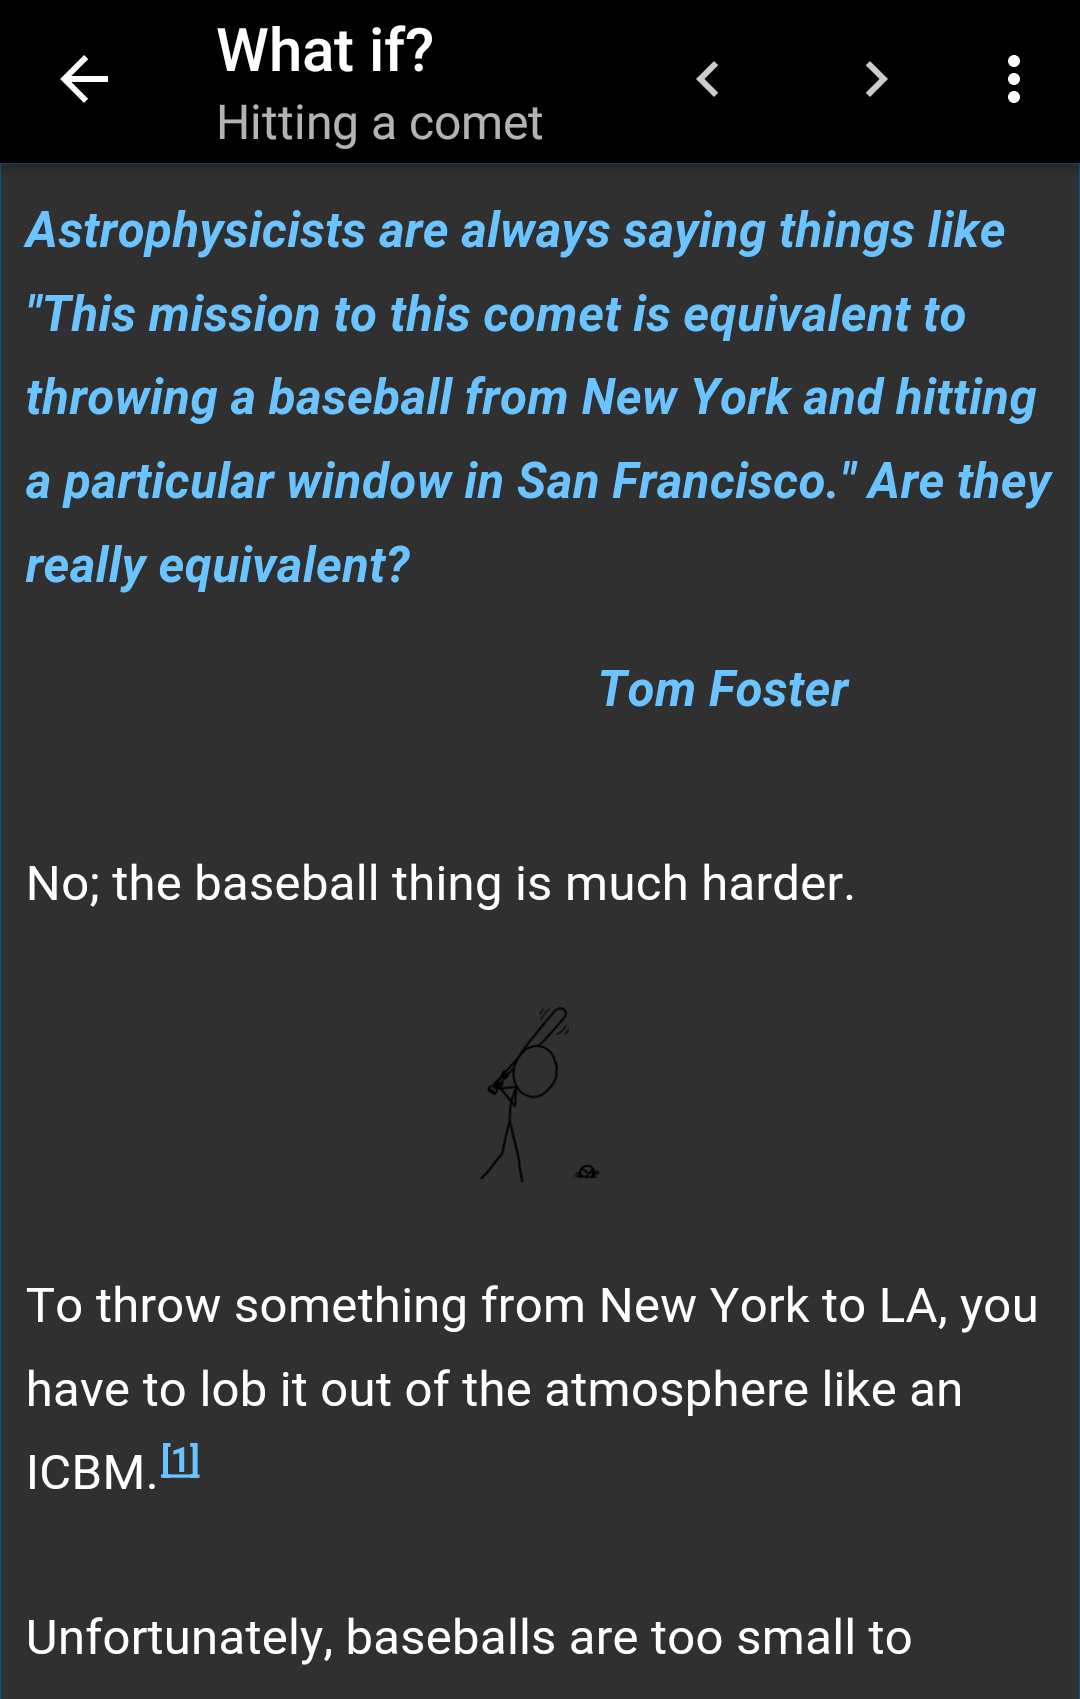 What if?
Hitting a comet
Astrophysicists are always saying things like
"This mission to this comet is equivalent to
throwing a baseball from New York and hitting
a particular window in San Francisco." Are they
really equivalent?
Tom Foster
No; the baseball thing is much harder.
To throw something from New York to LA, you
have to lob it out of the atmosphere like an
ICBM.[1]
Unfortunately, baseballs are too small to